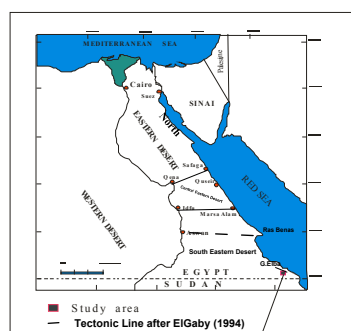 MEDITERRANEAN SEA
Palestine
Cairo
Suez
SINAI
North
EASTERN DESERT
Safaga
Qena
Quseir
Central Eastern Desert
RED SEA
WESTERN DESERT
Idfu
Marsa Alam
Aswan
Ras Banas
South Eastern Desert
G.Elba
EGYPT
SUDAN
Study area
Tectonic Line after ElGaby (1994)